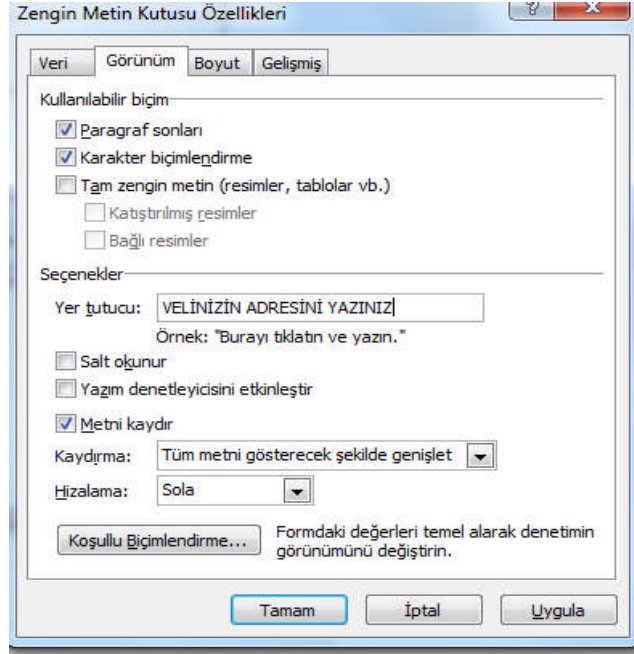 Zengin Metin Kutusu Özellikleri
Veri Görünüm Boyut Gelişmiş
Kullanılabilir biçim
Paragraf sonları
Karakter biçimlendirme
Tam zengin metin (resimler, tablolar vb.)
Katıştırılmış resimler
Bağlı resimler
Seçenekler
Yer tutucu: VELİNİZİN ADRESİNİ YAZINIZ
Örnek: "Burayı tıklatın ve yazın."
Salt okunur
Yazım denetleyicisini etkinleştir
Metni kaydır
Kaydırma: Tüm metni gösterecek şekilde genişlet
Hizalama: Sola
Koşullu Biçimlendirme... Formdaki değerleri temel alarak denetimin
görünümünü değiştirin.
Tamam İptal Uygula